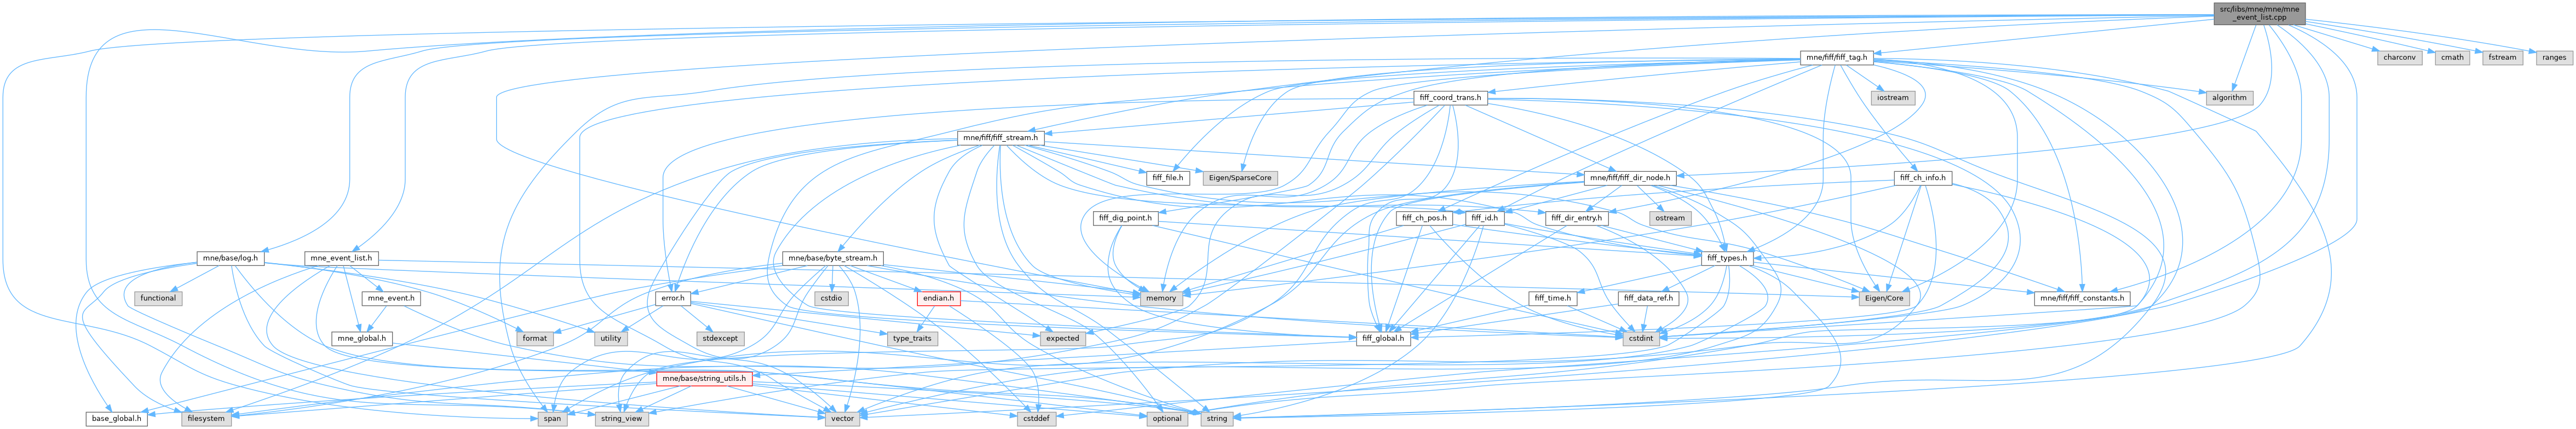 src/libs/mne/mne/mne
_event_list.cpp
mne/fiff/fiff_tag.h
charconv
cmath
fstream
ranges
fiff_coord_trans.h
iostream
algorithm
mne/fiff/fiff_stream.h
fiff_file.h
Eigen/SparseCore
mne/fiff/fiff_dir_node.h
fiff_ch_info.h
fiff_dig_point.h
fiff_ch_pos.h
fiff_id.h
fiff_dir_entry.h
ostream
mne/base/log.h
mne_event_list.h
mne/base/byte_stream.h
fiff_types.h
functional
mne_event.h
error.h
cstdio
endian.h
memory
fiff_time.h
fiff_data_ref.h
Eigen/Core
mne/fiff/fiff_constants.h
mne_global.h
format
utility
stdexcept
type_traits
expected
fiff_global.h
cstdint
mne/base/string_utils.h
base_global.h
filesystem
span
string_view
vector
cstddef
optional
string